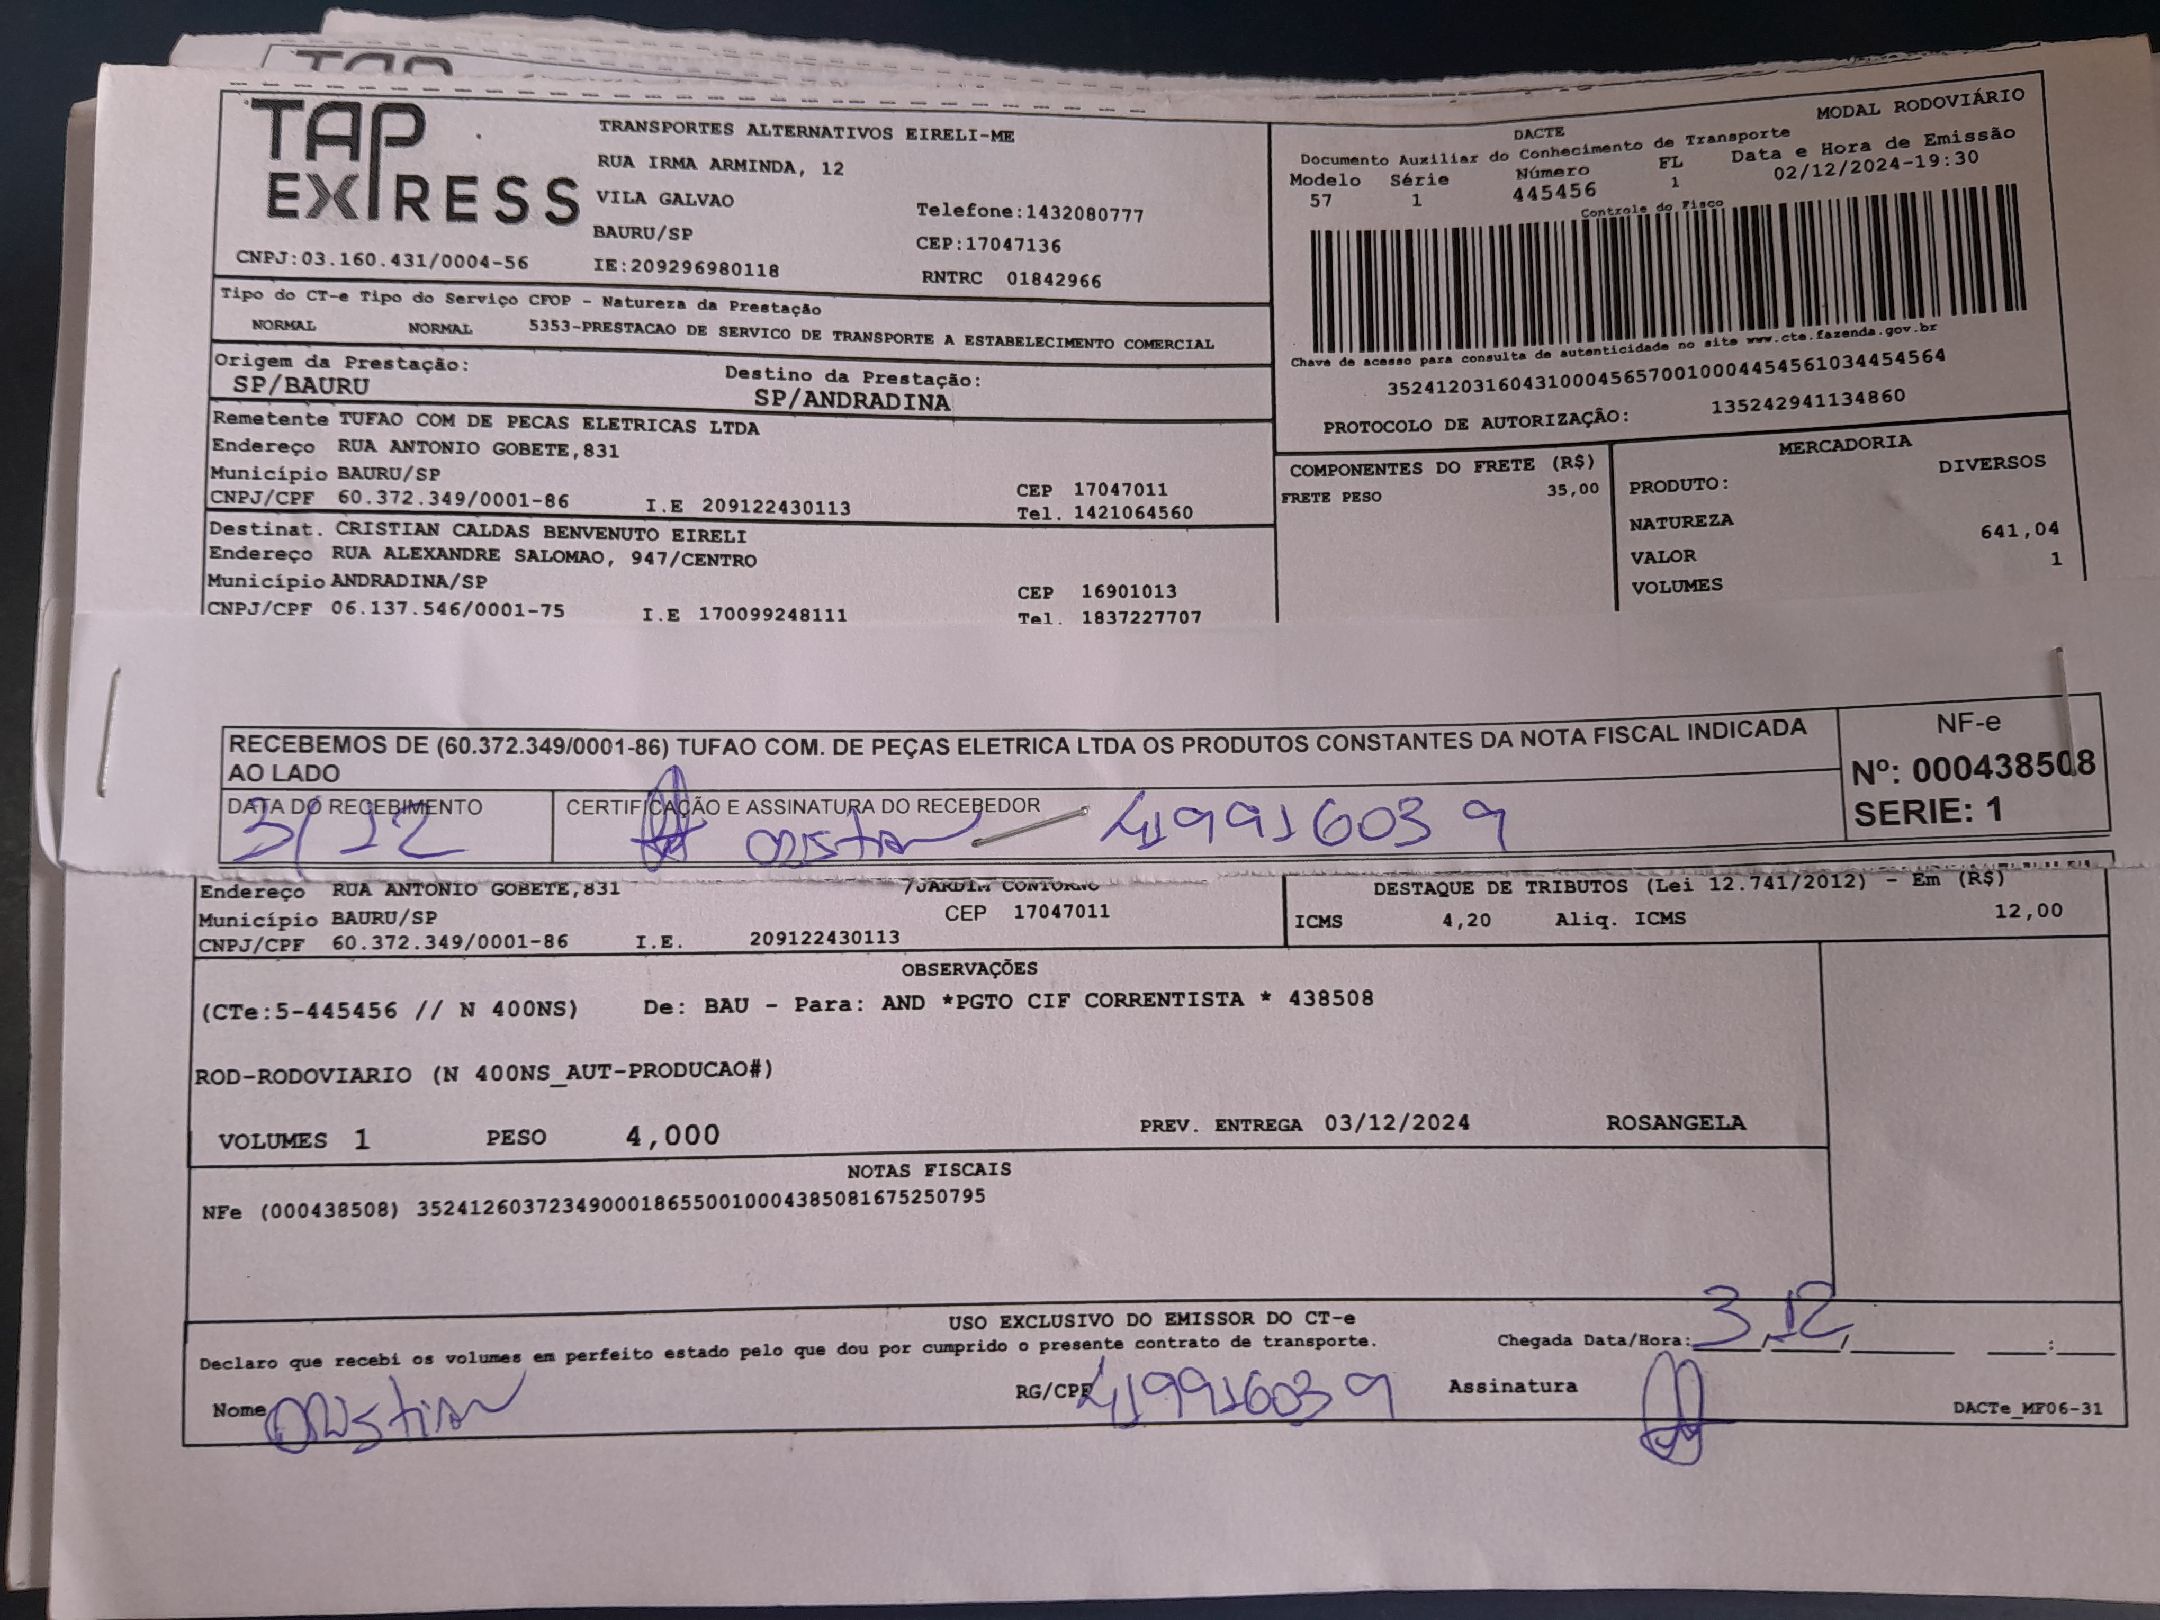 TAP
EXPRESS
TRANSPORTES ALTERNATIVOS EIRELI-ME
RUA IRMA ARMINDA, 12
VILA GALVAO
Telefone:1432080777
BAURU/SP
CEP:17047136
CNPJ:03.160.431/0004-56
IE:209296980118
RNTRC 01842966
MODAL RODOVIÁRIO
DACTE
Documento Auxiliar do Conhecimento de Transporte
Modelo Série Número FL Data e Hora de Emissão
57 1 445456 1 02/12/2024-19:30
Controle do Fisco
www.cte.fazenda.gov.br
Chave de acesso para consulta de autenticidade no site
35241203160431000456570010004454561034454564
PROTOCOLO DE AUTORIZAÇÃO: 135242941134860
Tipo do CT-e Tipo do Serviço CFOP - Natureza da Prestação
NORMAL NORMAL 5353-PRESTACAO DE SERVICO DE TRANSPORTE A ESTABELECIMENTO COMERCIAL
Origem da Prestação: Destino da Prestação:
SP/BAURU SP/ANDRADINA
Remetente TUFAO COM DE PECAS ELETRICAS LTDA
Endereço RUA ANTONIO GOBETE,831
Município BAURU/SP CEP 17047011
CNPJ/CPF 60.372.349/0001-86 I.E 209122430113 Tel. 1421064560
Destinat. CRISTIAN CALDAS BENVENUTO EIRELI
Endereço RUA ALEXANDRE SALOMAO, 947/CENTRO
Município ANDRADINA/SP CEP 16901013
CNPJ/CPF 06.137.546/0001-75 I.E 170099248111 Tel. 1837227707
COMPONENTES DO FRETE (R$)
FRETE PESO 35,00
MERCADORIA
PRODUTO: DIVERSOS
NATUREZA
VALOR 641,04
VOLUMES 1
RECEBEMOS DE (60.372.349/0001-86) TUFAO COM. DE PEÇAS ELETRICA LTDA OS PRODUTOS CONSTANTES DA NOTA FISCAL INDICADA
AO LADO
NF-e
Nº: 000438508
SERIE: 1
DATA DO RECEBIMENTO
3/12
CERTIFICAÇÃO E ASSINATURA DO RECEBEDOR
Cristian - 419916039
Endereço RUA ANTONIO GOBETE,831 /JARDIM CONTORNO
Município BAURU/SP CEP 17047011
CNPJ/CPF 60.372.349/0001-86 I.E. 209122430113
DESTAQUE DE TRIBUTOS (Lei 12.741/2012) - Em (R$)
ICMS 4,20 Aliq. ICMS 12,00
OBSERVAÇÕES
(CTe:5-445456 // N 400NS) De: BAU - Para: AND *PGTO CIF CORRENTISTA * 438508
ROD-RODOVIARIO (N 400NS_AUT-PRODUCAO#)
VOLUMES 1 PESO 4,000 PREV. ENTREGA 03/12/2024 ROSANGELA
NOTAS FISCAIS
NFe (000438508) 35241260372349000186550010004385081675250795
USO EXCLUSIVO DO EMISSOR DO CT-e
Declaro que recebi os volumes em perfeito estado pelo que dou por cumprido o presente contrato de transporte. Chegada Data/Hora: 3/12/
Nome Cristian RG/CPF 419916039 Assinatura
DACTe_MF06-31